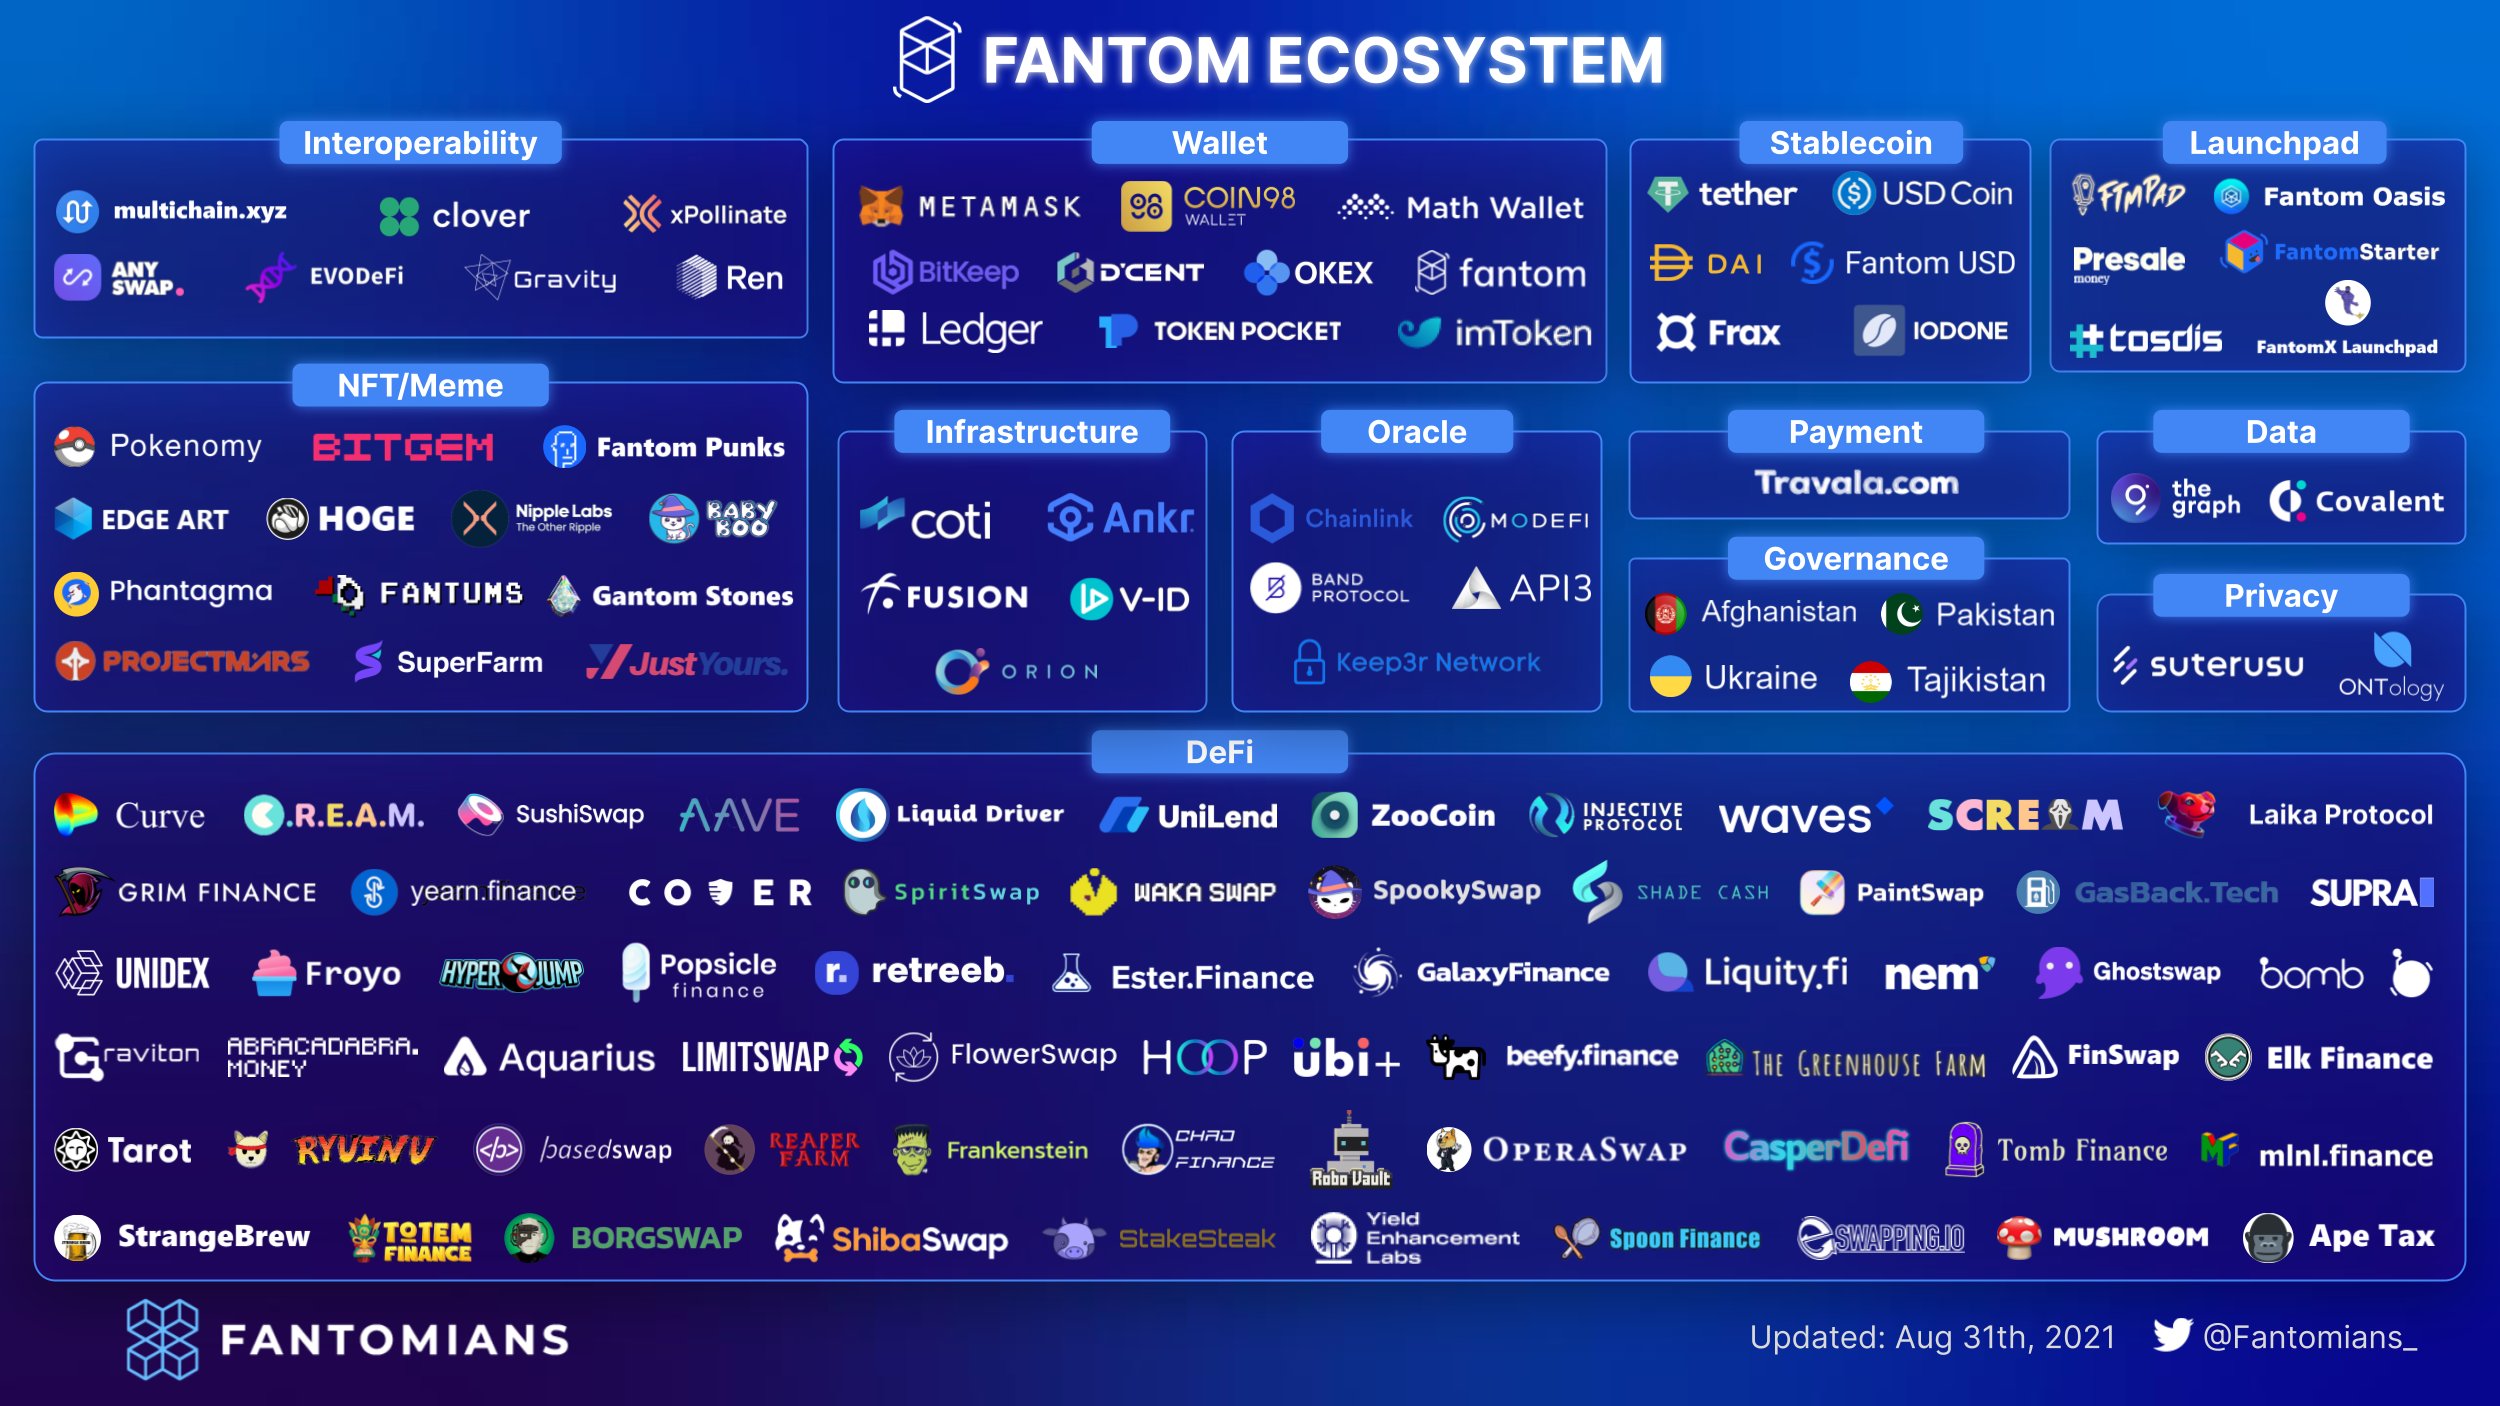 FANTOM ECOSYSTEM
Interoperability
multichain.xyz
clover
xPollinate
ANY
SWAP.
EVODeFi
Gravity
Ren
Wallet
METAMASK
COIN98
WALLET
Math Wallet
BitKeep
D'CENT
OKEX
fantom
Ledger
TOKEN POCKET
imToken
Stablecoin
tether
USD Coin
DAI
Fantom USD
Frax
IODONE
Launchpad
FTMPAD
Fantom Oasis
Presale
money
FantomStarter
tosdis
FantomX Launchpad
NFT/Meme
Pokenomy
BITGEM
Fantom Punks
EDGE ART
HOGE
Nipple Labs
The Other Ripple
BABY
BOO
Phantagma
FANTUMS
Gantom Stones
PROJECTMARS
SuperFarm
JustYours.
Infrastructure
coti
Ankr
FUSION
V-ID
ORION
Oracle
Chainlink
MODEFI
BAND
PROTOCOL
API3
Keep3r Network
Payment
Travala.com
Governance
Afghanistan
Pakistan
Ukraine
Tajikistan
Data
the
graph
Covalent
Privacy
suterusu
ONTology
DeFi
Curve
C.R.E.A.M.
SushiSwap
AAVE
Liquid Driver
UniLend
ZooCoin
INJECTIVE
PROTOCOL
waves
SCREAM
Laika Protocol
GRIM FINANCE
yearn.finance
COVER
SpiritSwap
WAKA SWAP
SpookySwap
SHADE CASH
PaintSwap
GasBack.Tech
SUPRA
UNIDEX
Froyo
HYPER JUMP
Popsicle
finance
r. retreeb.
Ester.Finance
GalaxyFinance
Liquity.fi
nem
Ghostswap
bomb
Graviton
ABRACADABRA.
MONEY
Aquarius
LIMITSWAP
FlowerSwap
HOOP
übi+
beefy.finance
THE GREENHOUSE FARM
FinSwap
Elk Finance
Tarot
RYUINU
basedswap
REAPER
FARM
Frankenstein
CHAD
FINANCE
Robo Vault
OPERASWAP
CasperDefi
Tomb Finance
MF mlnl.finance
StrangeBrew
TOTEM
FINANCE
BORGSWAP
ShibaSwap
StakeSteak
Yield
Enhancement
Labs
Spoon Finance
eSWAPPING.IO
MUSHROOM
Ape Tax
FANTOMIANS
Updated: Aug 31th, 2021
@Fantomians_